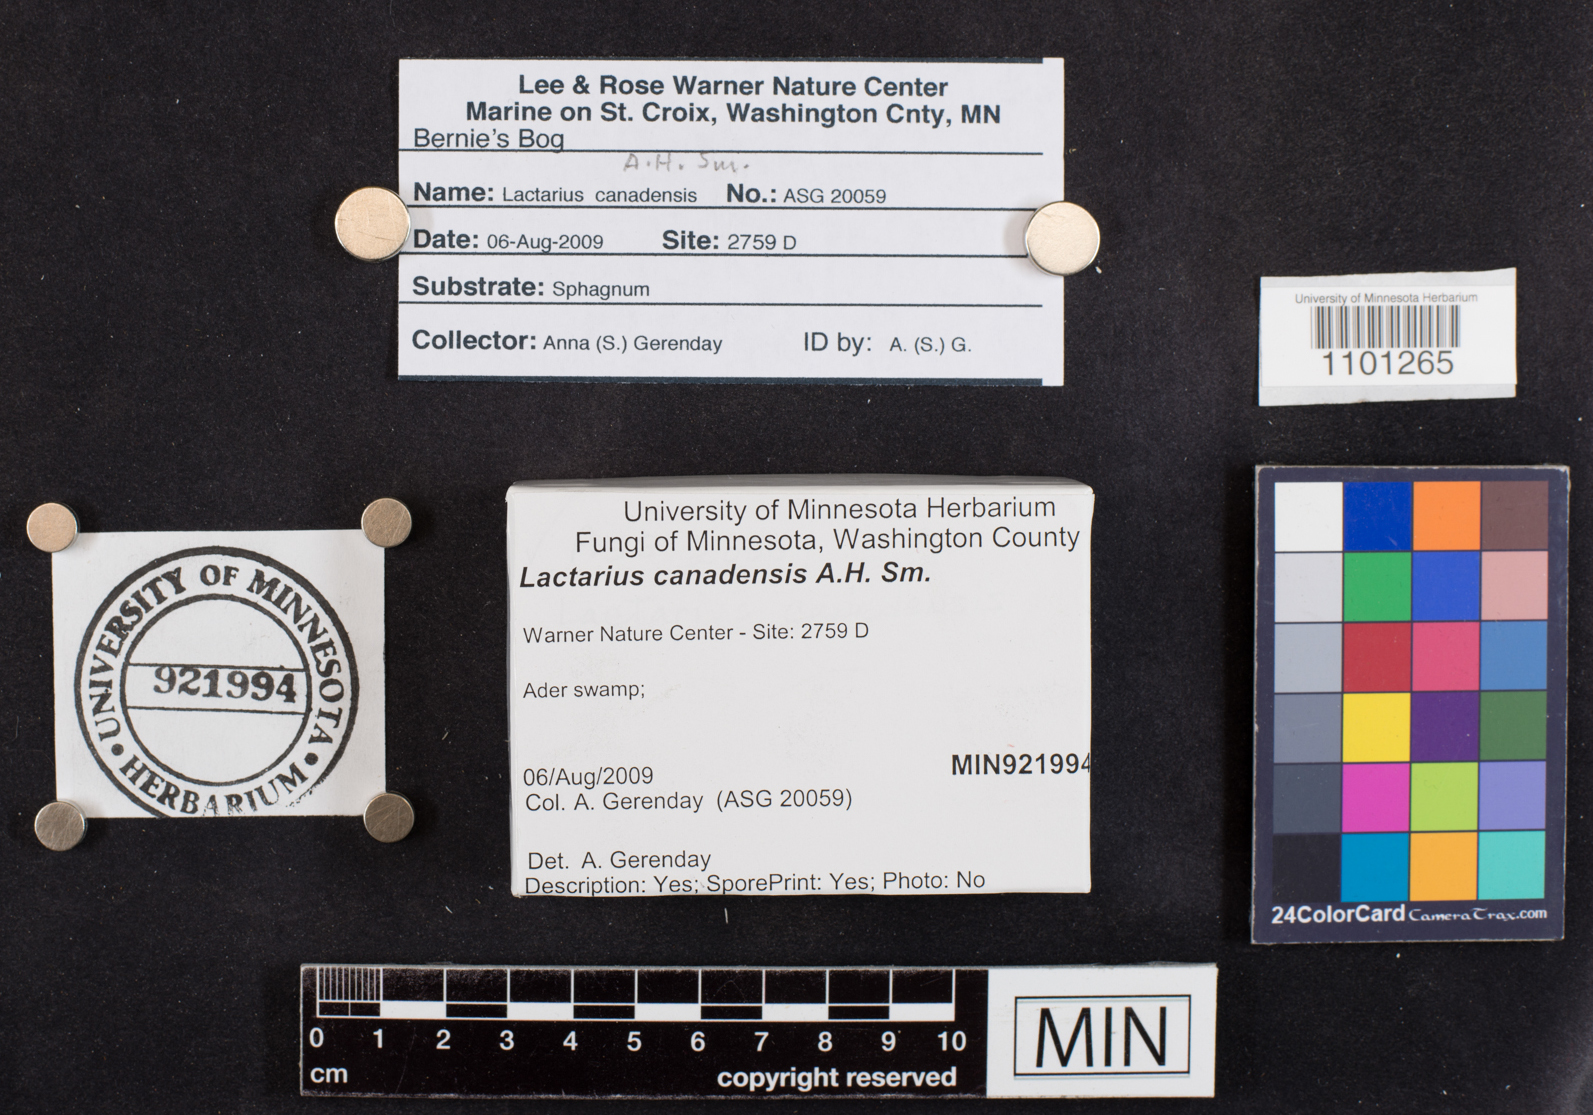 Lee & Rose Warner Nature Center
Marine on St. Croix, Washington Cnty, MN
Bernie's Bog
A.H. Sm.
Name: Lactarius canadensis No.: ASG 20059
Date: 06-Aug-2009 Site: 2759 D
Substrate: Sphagnum
Collector: Anna (S.) Gerenday ID by: A. (S.) G.
University of Minnesota Herbarium
1101265
UNIVERSITY OF MINNESOTA
921994
• HERBARIUM •
University of Minnesota Herbarium
Fungi of Minnesota, Washington County
Lactarius canadensis A.H. Sm.
Warner Nature Center - Site: 2759 D
Ader swamp;
MIN921994
06/Aug/2009
Col. A. Gerenday (ASG 20059)
Det. A. Gerenday
Description: Yes; SporePrint: Yes; Photo: No
24ColorCard CameraTrax.com
0 1 2 3 4 5 6 7 8 9 10
cm copyright reserved
MIN